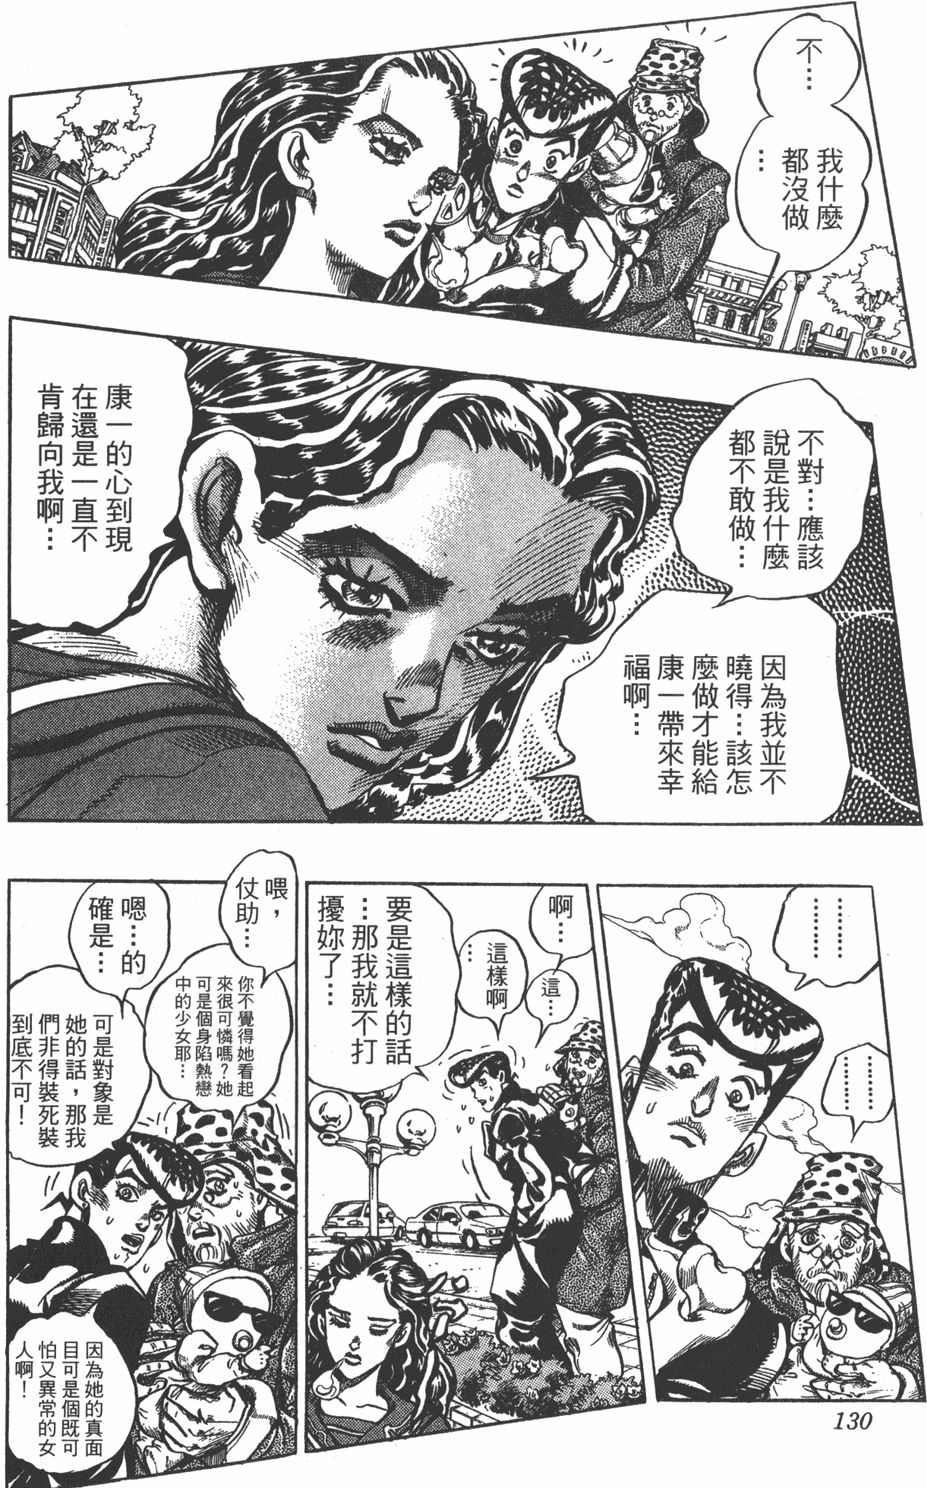 不…
我什麼
都沒做
…
不對…應該
說是我什麼
都不敢做…
因為我並不
曉得…該怎
麼做才能給
康一帶來幸
福啊…
康一的心到現
在還是一直不
肯歸向我啊…
………
………
啊…
這…
這樣啊
…
要是這樣的話
…那我就不打
擾妳了…
喂，
仗助…
你不覺得她看起
來很可憐嗎？她
可是個身陷熱戀
中的少女耶…
嗯…的
確是…
可是對象是
她的話，那我
們非得裝死裝
到底不可！
因為她的真面
目可是個既可
怕又異常的女
人啊！
130